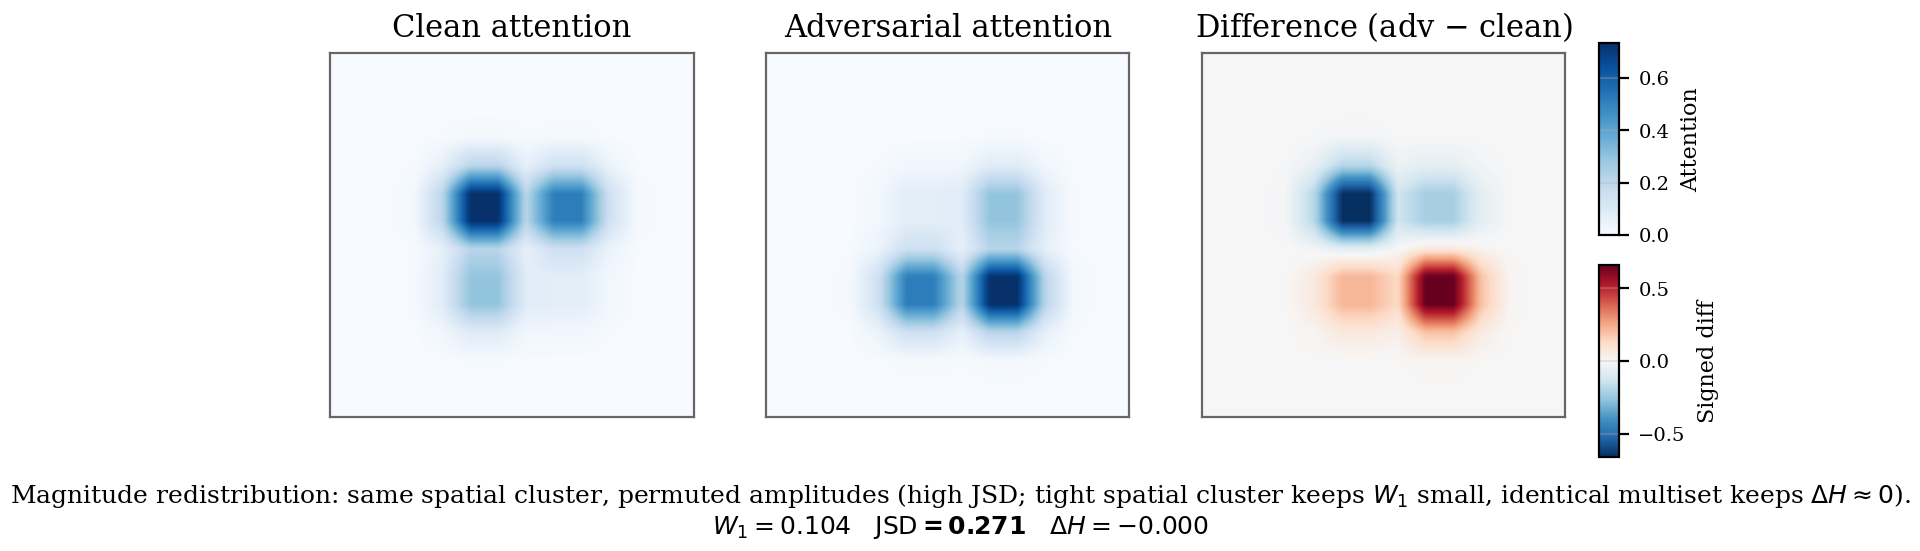 Clean attention
Adversarial attention
Difference (adv − clean)
0.6
0.4
0.2
0.0
Attention
0.5
0.0
−0.5
Signed diff
Magnitude redistribution: same spatial cluster, permuted amplitudes (high JSD; tight spatial cluster keeps W₁ small, identical multiset keeps ΔH ≈ 0).
W₁ = 0.104 JSD = 0.271 ΔH = −0.000